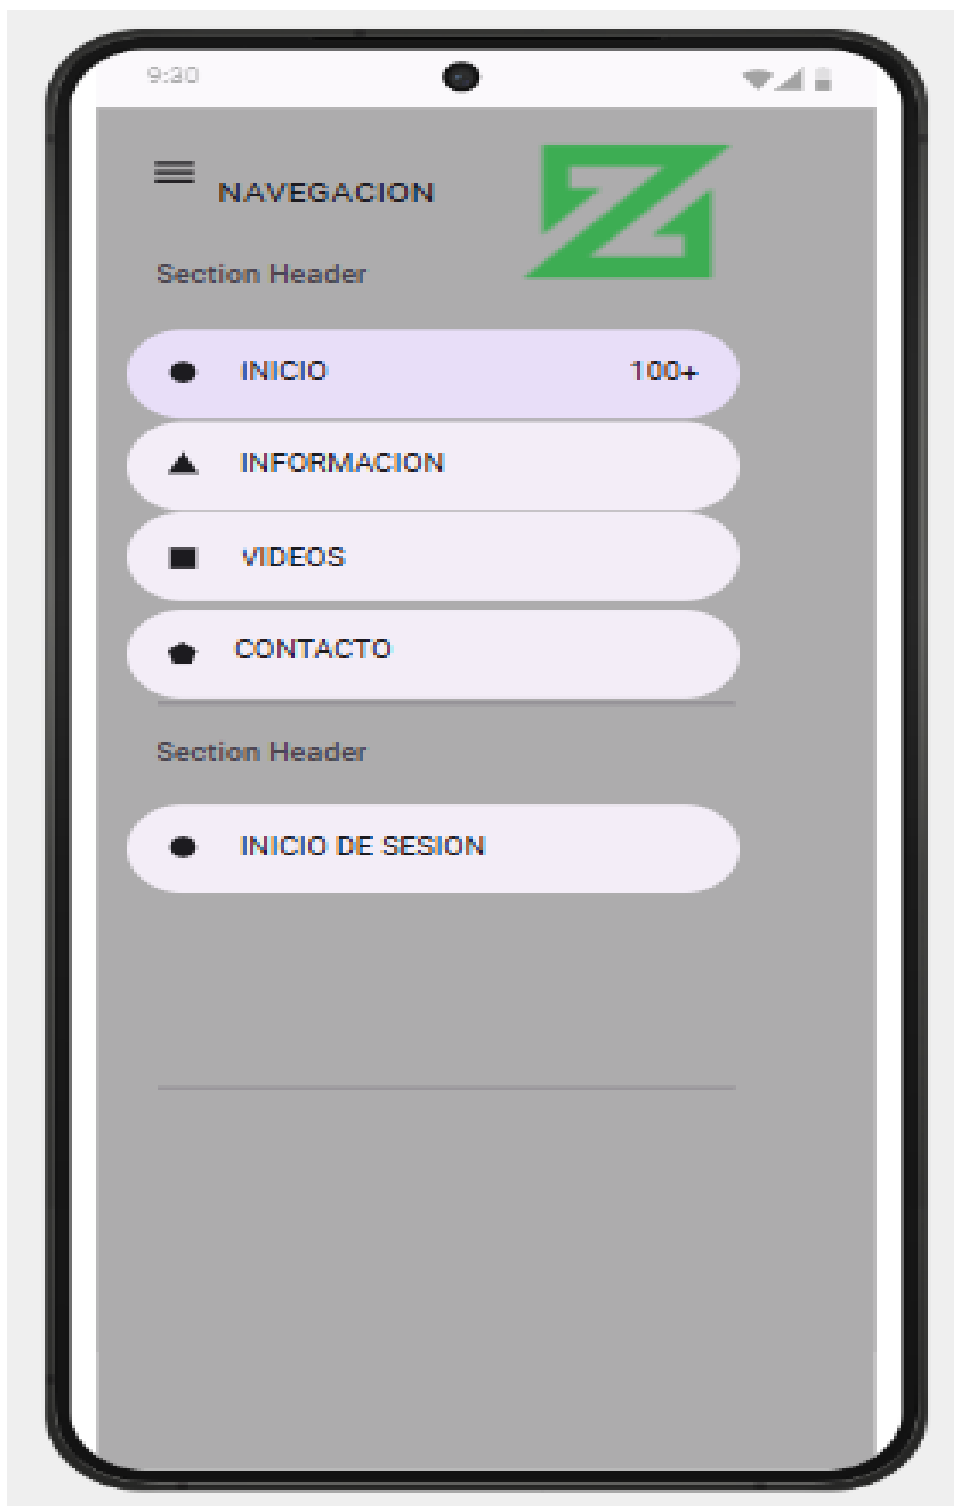 9:30
NAVEGACION
Section Header
INICIO 100+
INFORMACION
VIDEOS
CONTACTO
Section Header
INICIO DE SESION